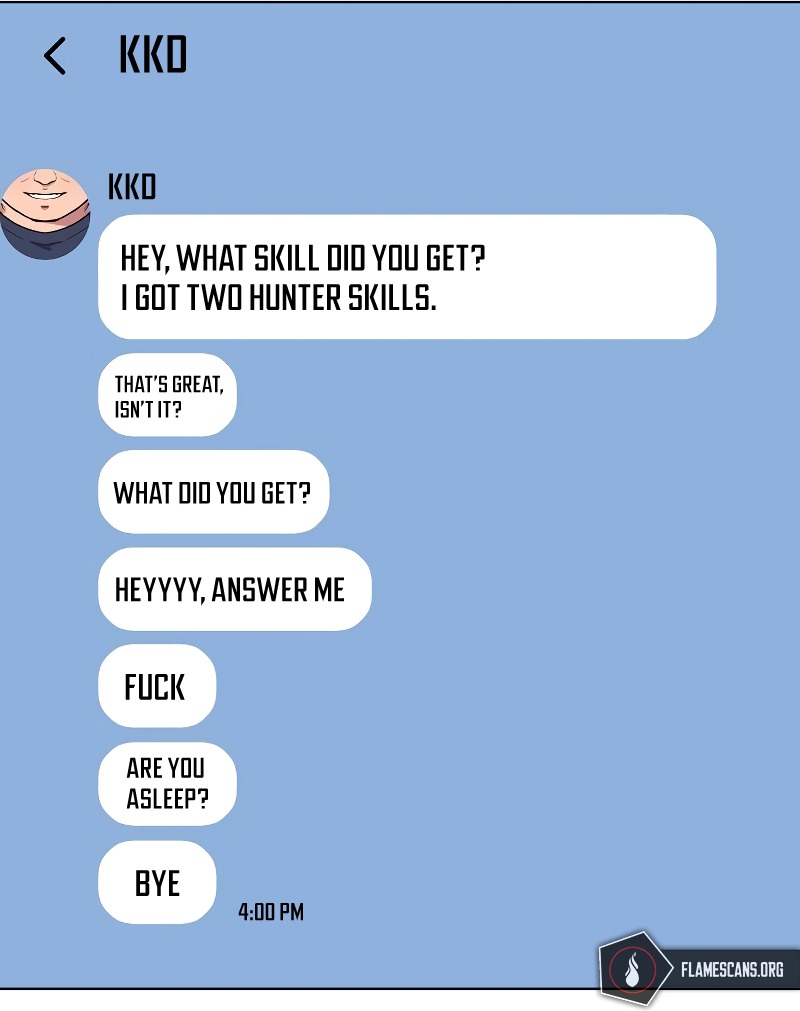 KKD
KKD
HEY, WHAT SKILL DID YOU GET?
I GOT TWO HUNTER SKILLS.
THAT'S GREAT,
ISN'T IT?
WHAT DID YOU GET?
HEYYYY, ANSWER ME
FUCK
ARE YOU
ASLEEP?
BYE
4:00 PM
FLAMESCANS.ORG